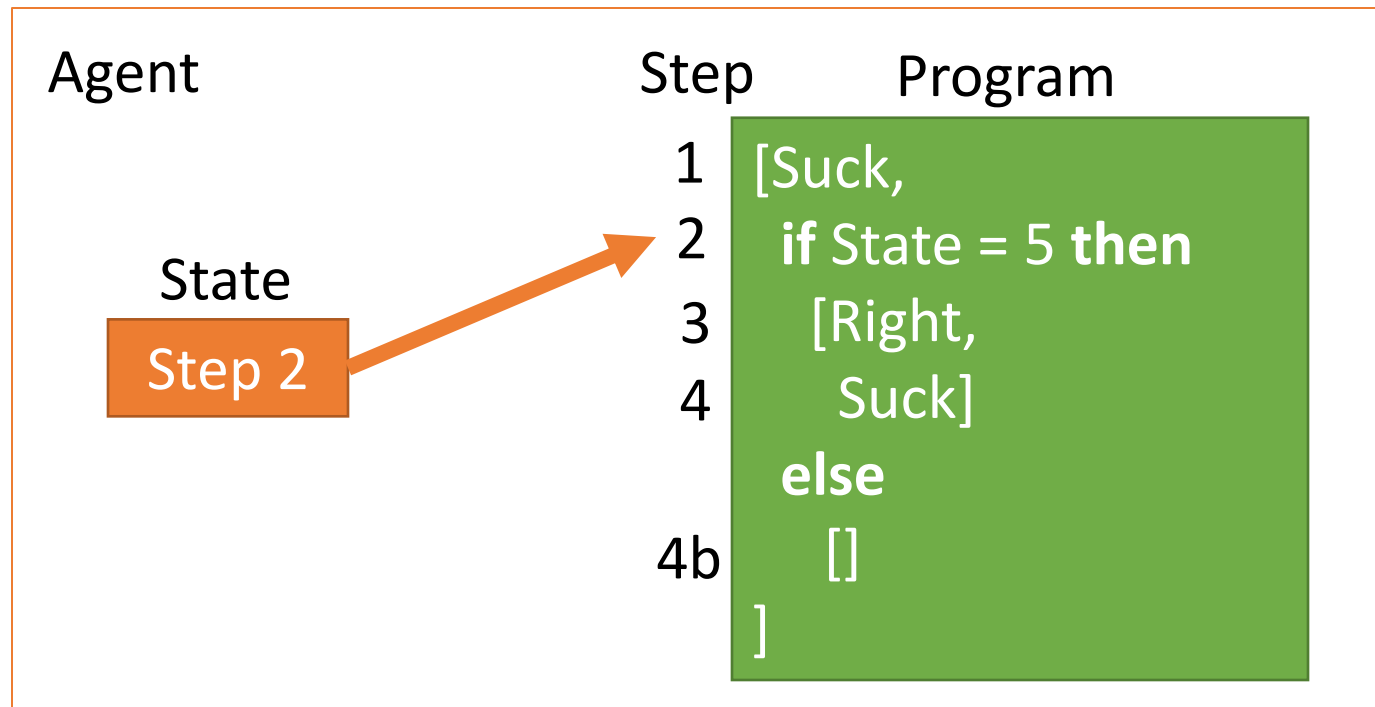 Agent
Step Program
1 [Suck,
2 if State = 5 then
State
3 [Right,
Step 2
4 Suck]
else
4b []
]